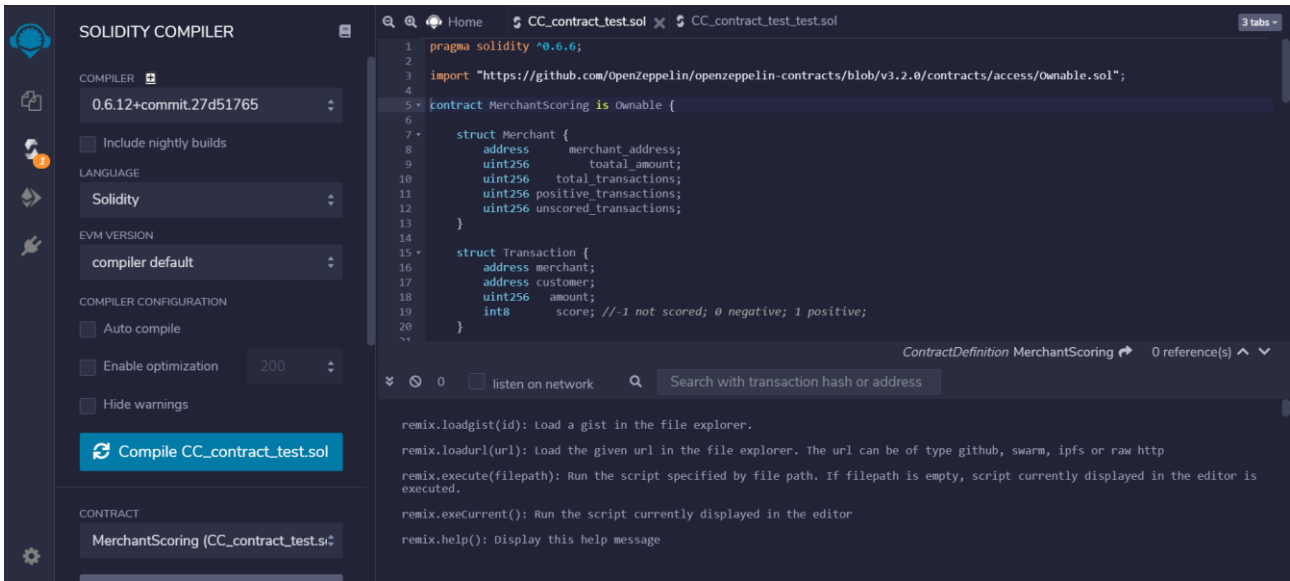 SOLIDITY COMPILER
COMPILER
0.6.12+commit.27d51765
Include nightly builds
LANGUAGE
Solidity
EVM VERSION
compiler default
COMPILER CONFIGURATION
Auto compile
Enable optimization 200
Hide warnings
Compile CC_contract_test.sol
CONTRACT
MerchantScoring (CC_contract_test.so
1
Home CC_contract_test.sol CC_contract_test_test.sol 3 tabs
1 pragma solidity ^0.6.6;
2
3 import "https://github.com/OpenZeppelin/openzeppelin-contracts/blob/v3.2.0/contracts/access/Ownable.sol";
4
5 contract MerchantScoring is Ownable {
6
7 struct Merchant {
8 address merchant_address;
9 uint256 toatal_amount;
10 uint256 total_transactions;
11 uint256 positive_transactions;
12 uint256 unscored_transactions;
13 }
14
15 struct Transaction {
16 address merchant;
17 address customer;
18 uint256 amount;
19 int8 score; //-1 not scored; 0 negative; 1 positive;
20 }
21
ContractDefinition MerchantScoring 0 reference(s)
0 listen on network Search with transaction hash or address
remix.loadgist(id): Load a gist in the file explorer.
remix.loadurl(url): Load the given url in the file explorer. The url can be of type github, swarm, ipfs or raw http
remix.execute(filepath): Run the script specified by file path. If filepath is empty, script currently displayed in the editor is
executed.
remix.exeCurrent(): Run the script currently displayed in the editor
remix.help(): Display this help message